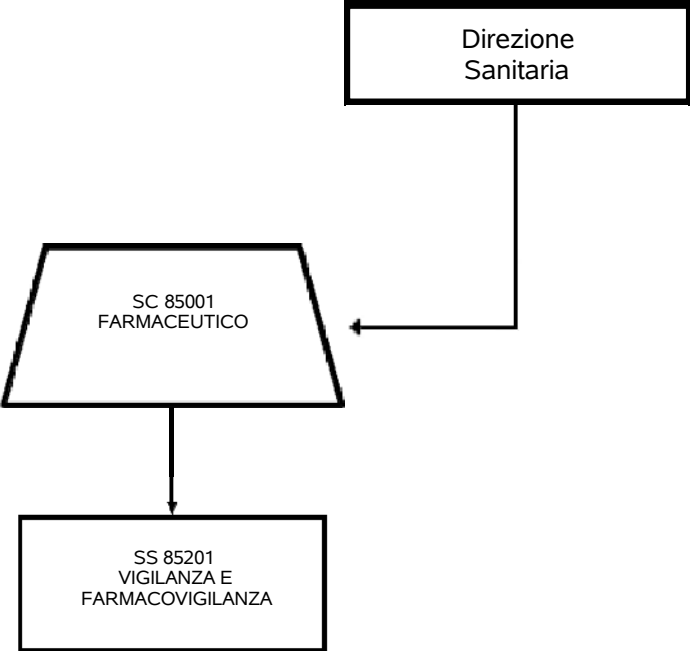 Direzione
Sanitaria
SC 85001
FARMACEUTICO
SS 85201
VIGILANZA E
FARMACOVIGILANZA